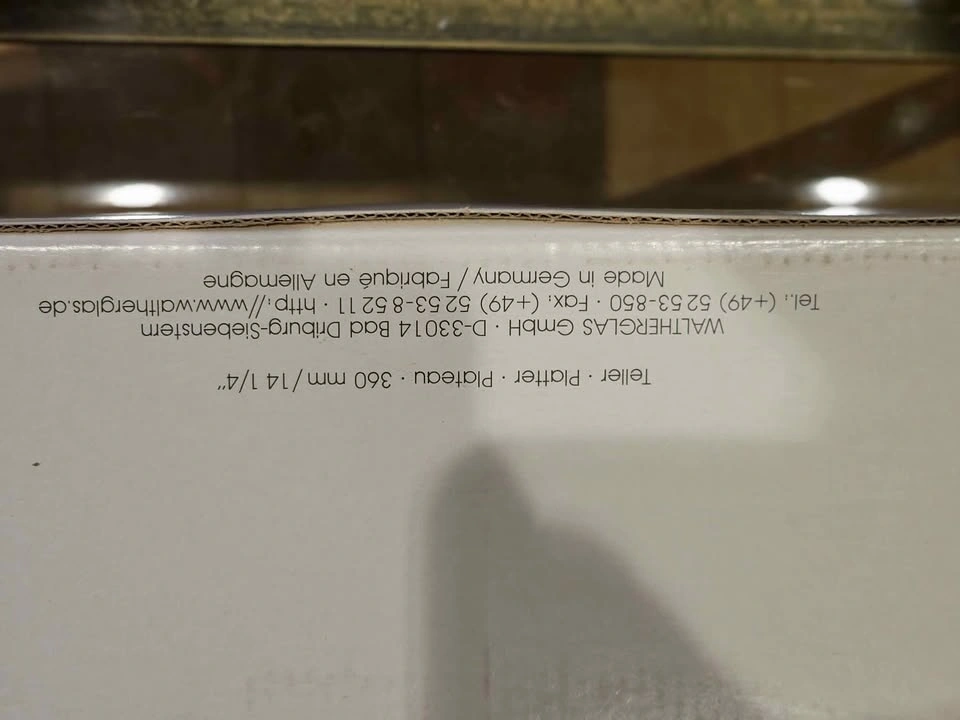 Teller · Platter · Plateau · 360 mm/14 1/4"
WALTHERGLAS GmbH · D-33014 Bad Driburg-Siebenstern
Tel.: (+49) 52 53-850 · Fax: (+49) 52 53-8 52 11 · http://www.waltherglas.de
Made in Germany / Fabriqué en Allemagne